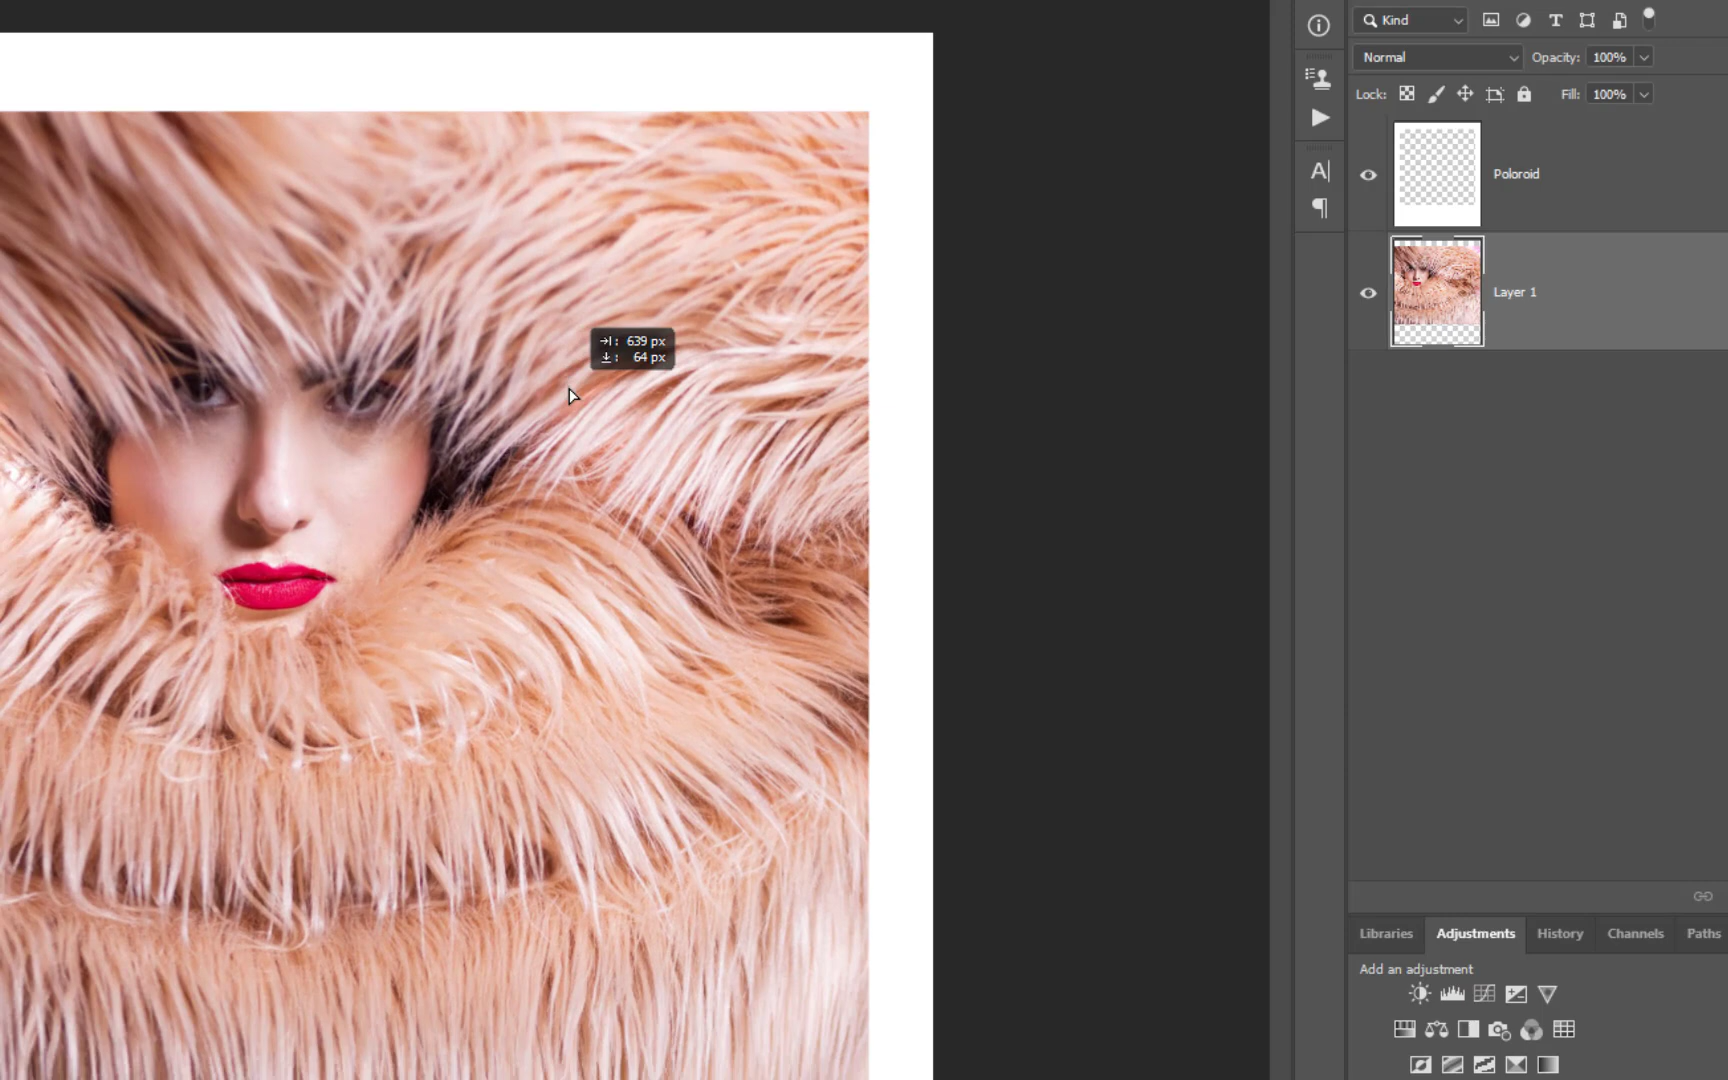 Kind
Normal
Opacity: 100%
Lock:
Fill: 100%
Poloroid
639 px
64 px
Layer 1
Libraries
Adjustments
History
Channels
Paths
Add an adjustment